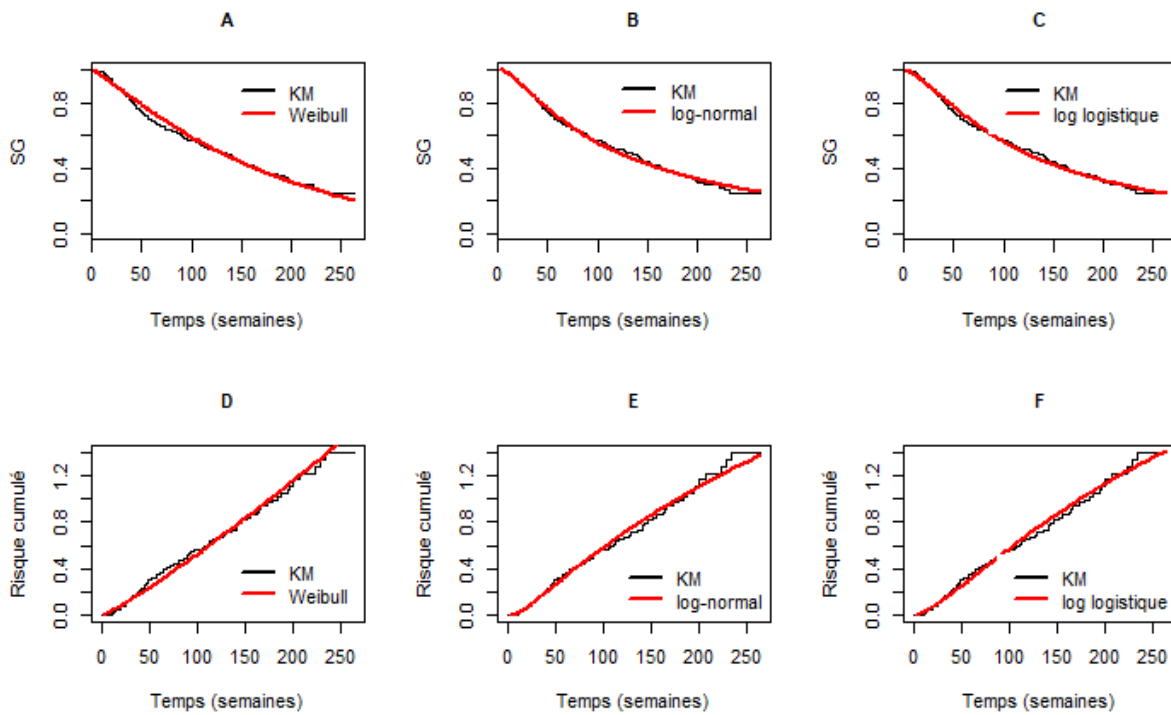 A
SG
0.0 0.4 0.8
KM
Weibull
0 50 100 150 200 250
Temps (semaines)
B
SG
0.0 0.4 0.8
KM
log-normal
0 50 100 150 200 250
Temps (semaines)
C
SG
0.0 0.4 0.8
KM
log logistique
0 50 100 150 200 250
Temps (semaines)
D
Risque cumulé
0.0 0.4 0.8 1.2
KM
Weibull
0 50 100 150 200 250
Temps (semaines)
E
Risque cumulé
0.0 0.4 0.8 1.2
KM
log-normal
0 50 100 150 200 250
Temps (semaines)
F
Risque cumulé
0.0 0.4 0.8 1.2
KM
log logistique
0 50 100 150 200 250
Temps (semaines)